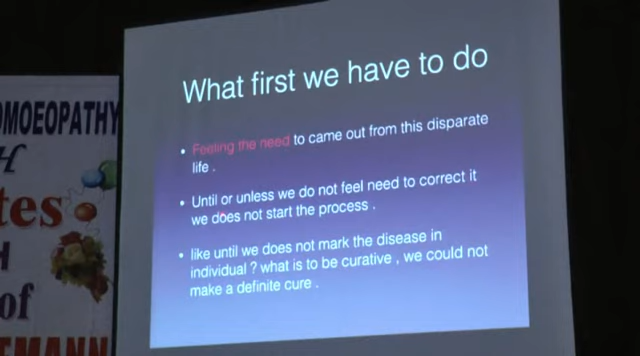 What first we have to do
• Feeling the need to came out from this disparate
life .
• Until or unless we do not feel need to correct it
we does not start the process .
• like until we does not mark the disease in
individual ? what is to be curative , we could not
make a definite cure .
OMOEOPATHY
H
tes
H
of
EMANN